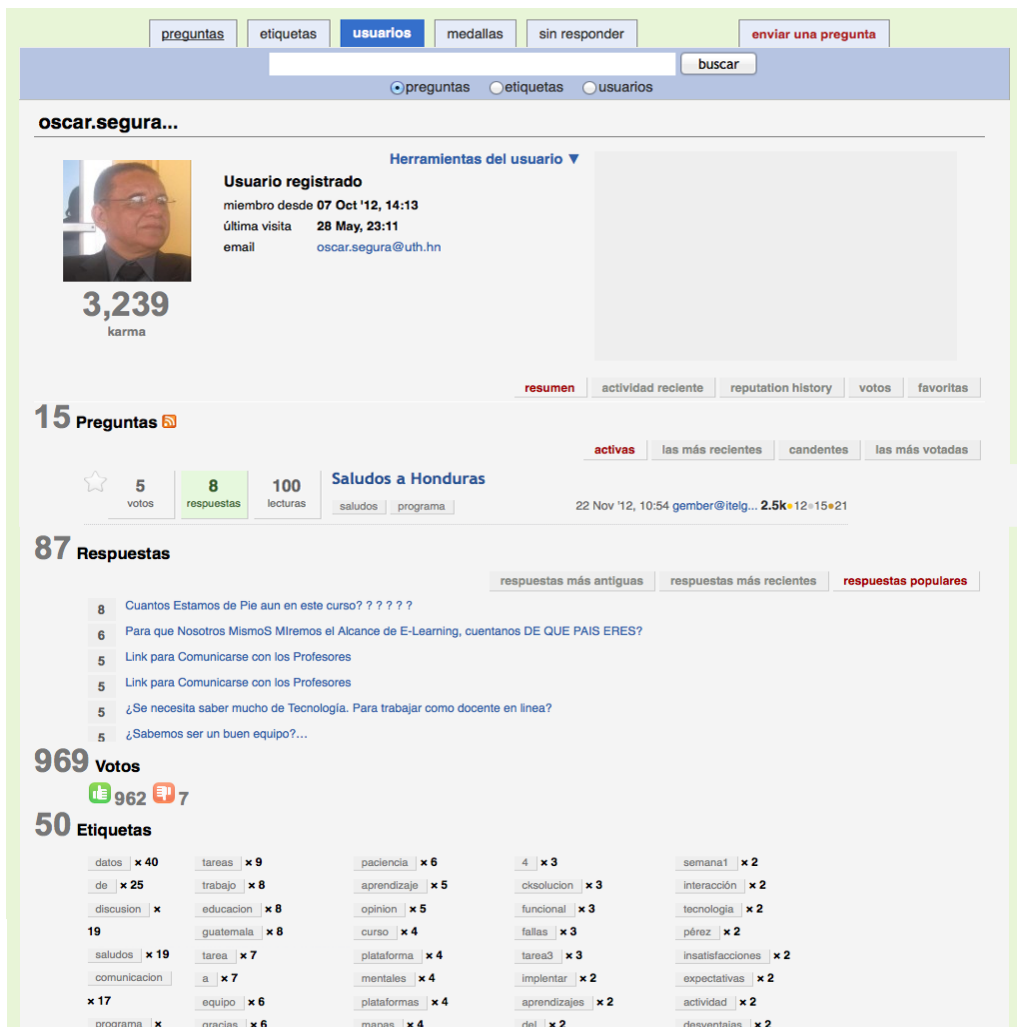 preguntas etiquetas usuarios medallas sin responder enviar una pregunta
buscar
preguntas etiquetas usuarios
oscar.segura...
Herramientas del usuario ▼
Usuario registrado
miembro desde 07 Oct '12, 14:13
última visita 28 May, 23:11
email oscar.segura@uth.hn
3,239
karma
resumen actividad reciente reputation history votos favoritas
15 Preguntas
activas las más recientes candentes las más votadas
5 votos 8 respuestas 100 lecturas
Saludos a Honduras
saludos programa
22 Nov '12, 10:54 gember@itelg... 2.5k●12●15●21
87 Respuestas
respuestas más antiguas respuestas más recientes respuestas populares
8 Cuantos Estamos de Pie aun en este curso? ? ? ? ? ?
6 Para que Nosotros MismoS MIremos el Alcance de E-Learning, cuentanos DE QUE PAIS ERES?
5 Link para Comunicarse con los Profesores
5 Link para Comunicarse con los Profesores
5 ¿Se necesita saber mucho de Tecnología. Para trabajar como docente en linea?
5 ¿Sabemos ser un buen equipo?...
969 Votos
962 7
50 Etiquetas
datos × 40 tareas × 9 paciencia × 6 4 × 3 semana1 × 2
de × 25 trabajo × 8 aprendizaje × 5 cksolucion × 3 interacción × 2
discusion × educacion × 8 opinion × 5 funcional × 3 tecnologia × 2
19 guatemala × 8 curso × 4 fallas × 3 pérez × 2
saludos × 19 tarea × 7 plataforma × 4 tarea3 × 3 insatisfacciones × 2
comunicacion a × 7 mentales × 4 implentar × 2 expectativas × 2
× 17 equipo × 6 plataformas × 4 aprendizajes × 2 actividad × 2
programa × gracias × 6 mapas × 4 del × 2 desventajas × 2